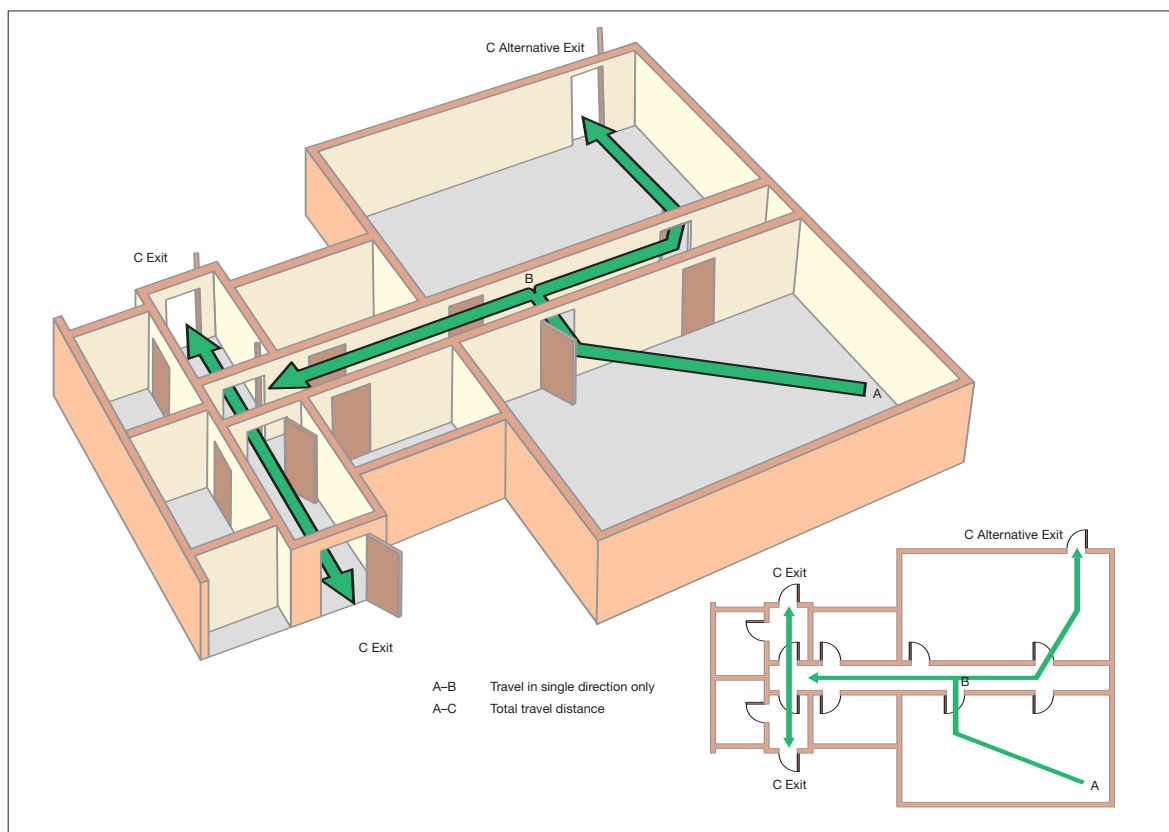 C Alternative Exit
C Exit
B
A
C Exit
A–B Travel in single direction only
A–C Total travel distance
C Alternative Exit
C Exit
B
A
C Exit